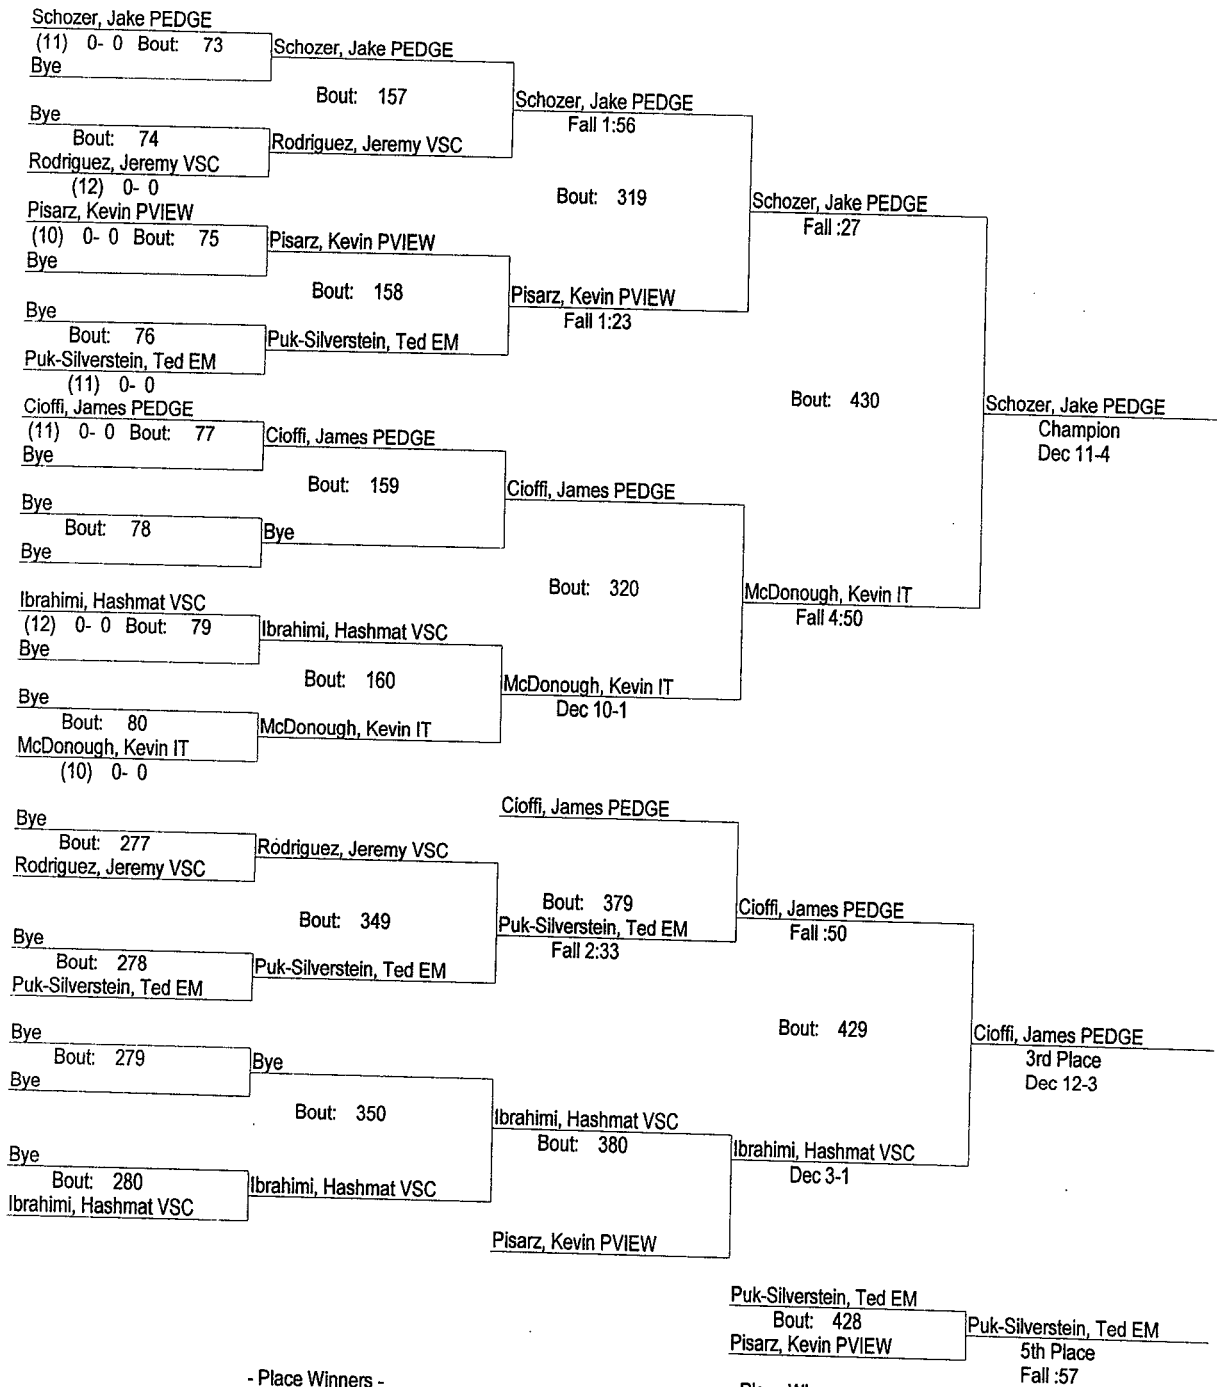 Schozer, Jake PEDGE
(11) 0- 0 Bout: 73
Bye
Schozer, Jake PEDGE
Bout: 157
Bye
Bout: 74
Rodriguez, Jeremy VSC
(12) 0- 0
Rodriguez, Jeremy VSC
Schozer, Jake PEDGE
Fall 1:56
Bout: 319
Pisarz, Kevin PVIEW
(10) 0- 0 Bout: 75
Bye
Pisarz, Kevin PVIEW
Bout: 158
Bye
Bout: 76
Puk-Silverstein, Ted EM
(11) 0- 0
Puk-Silverstein, Ted EM
Pisarz, Kevin PVIEW
Fall 1:23
Schozer, Jake PEDGE
Fall :27
Bout: 430
Schozer, Jake PEDGE
Champion
Dec 11-4
Cioffi, James PEDGE
(11) 0- 0 Bout: 77
Bye
Cioffi, James PEDGE
Bout: 159
Bye
Bout: 78
Bye
Bye
Cioffi, James PEDGE
Bout: 320
Ibrahimi, Hashmat VSC
(12) 0- 0 Bout: 79
Bye
Ibrahimi, Hashmat VSC
Bout: 160
Bye
Bout: 80
McDonough, Kevin IT
(10) 0- 0
McDonough, Kevin IT
McDonough, Kevin IT
Dec 10-1
McDonough, Kevin IT
Fall 4:50
Bye
Bout: 277
Rodriguez, Jeremy VSC
Rodriguez, Jeremy VSC
Bout: 349
Bye
Bout: 278
Puk-Silverstein, Ted EM
Puk-Silverstein, Ted EM
Cioffi, James PEDGE
Bout: 379
Puk-Silverstein, Ted EM
Fall 2:33
Cioffi, James PEDGE
Fall :50
Bout: 429
Cioffi, James PEDGE
3rd Place
Dec 12-3
Bye
Bout: 279
Bye
Bye
Bout: 350
Bye
Bout: 280
Ibrahimi, Hashmat VSC
Ibrahimi, Hashmat VSC
Ibrahimi, Hashmat VSC
Bout: 380
Pisarz, Kevin PVIEW
Ibrahimi, Hashmat VSC
Dec 3-1
Puk-Silverstein, Ted EM
Bout: 428
Pisarz, Kevin PVIEW
Puk-Silverstein, Ted EM
5th Place
Fall :57
- Place Winners -